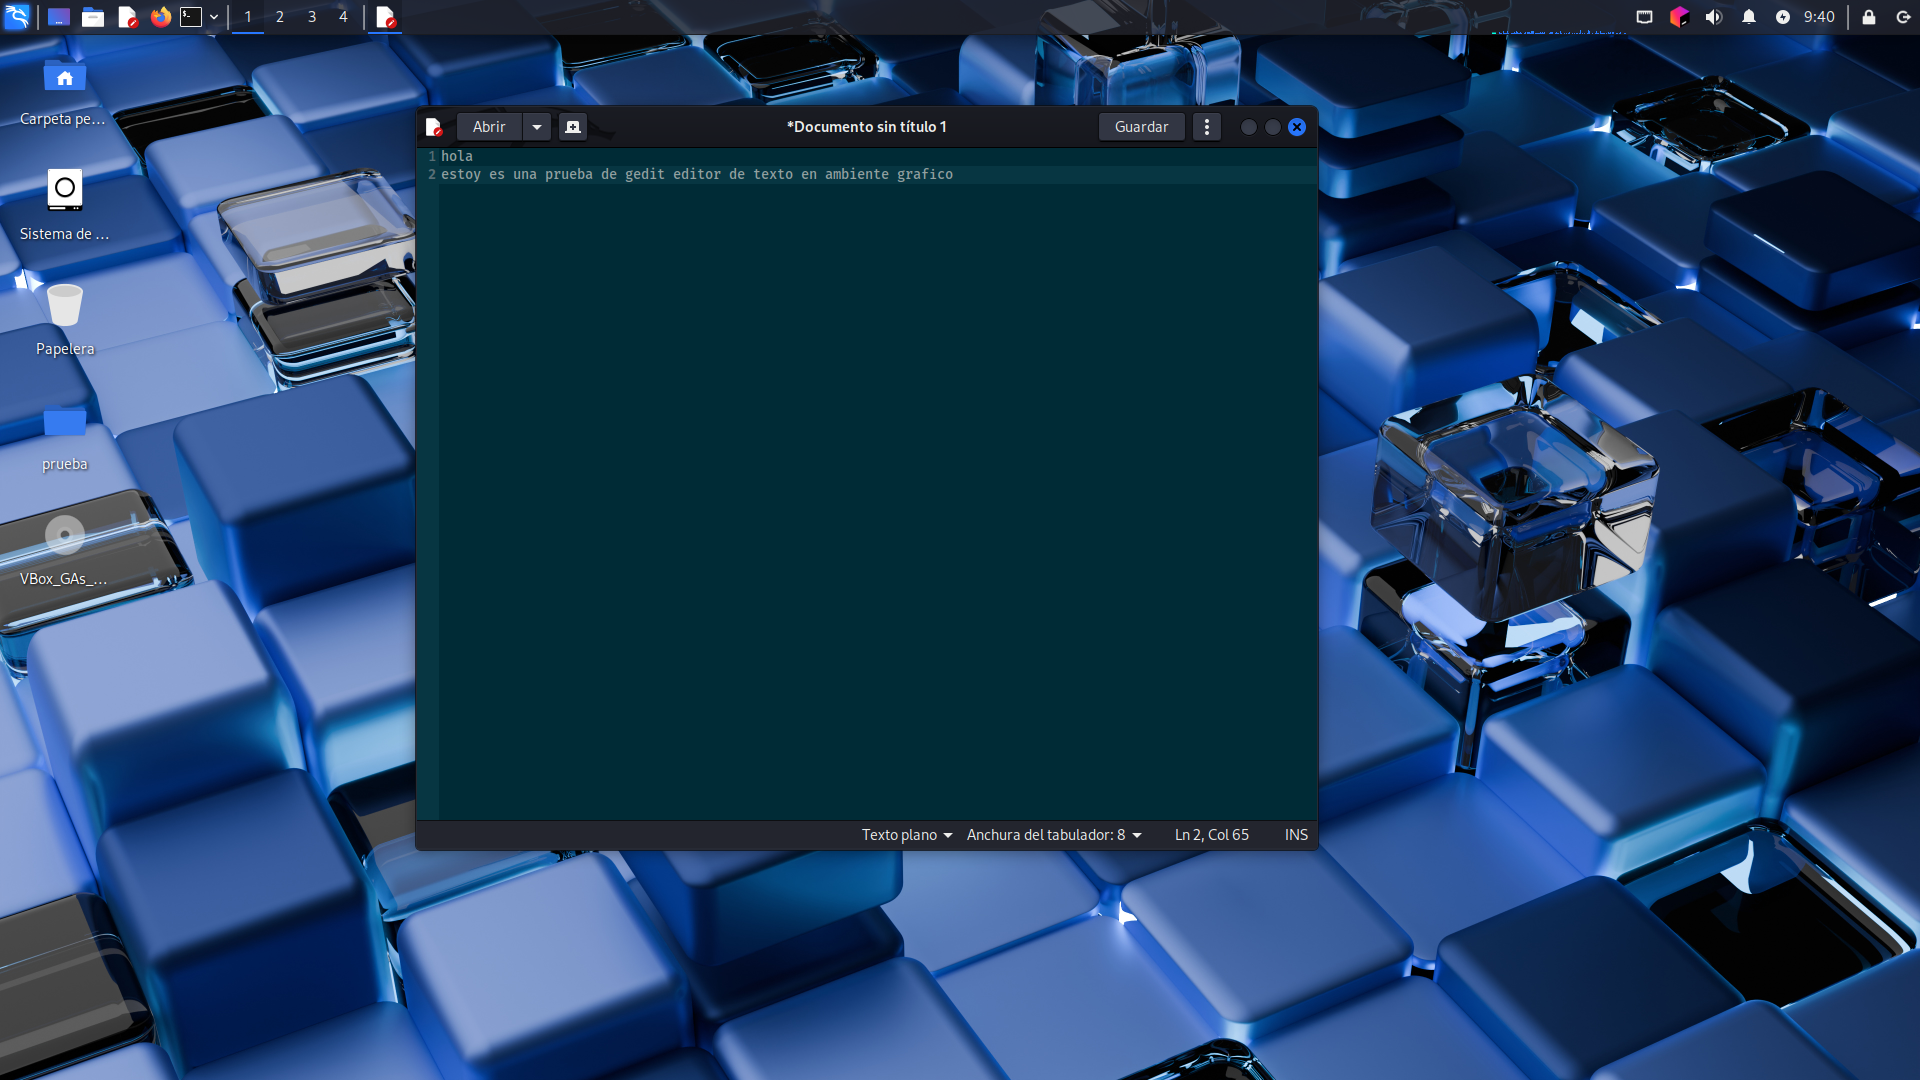 1 2 3 4 9:40
Carpeta pe...
Sistema de ...
Papelera
prueba
VBox_GAs_...
Abrir *Documento sin título 1 Guardar
1 hola
2 estoy es una prueba de gedit editor de texto en ambiente grafico
Texto plano Anchura del tabulador: 8 Ln 2, Col 65 INS